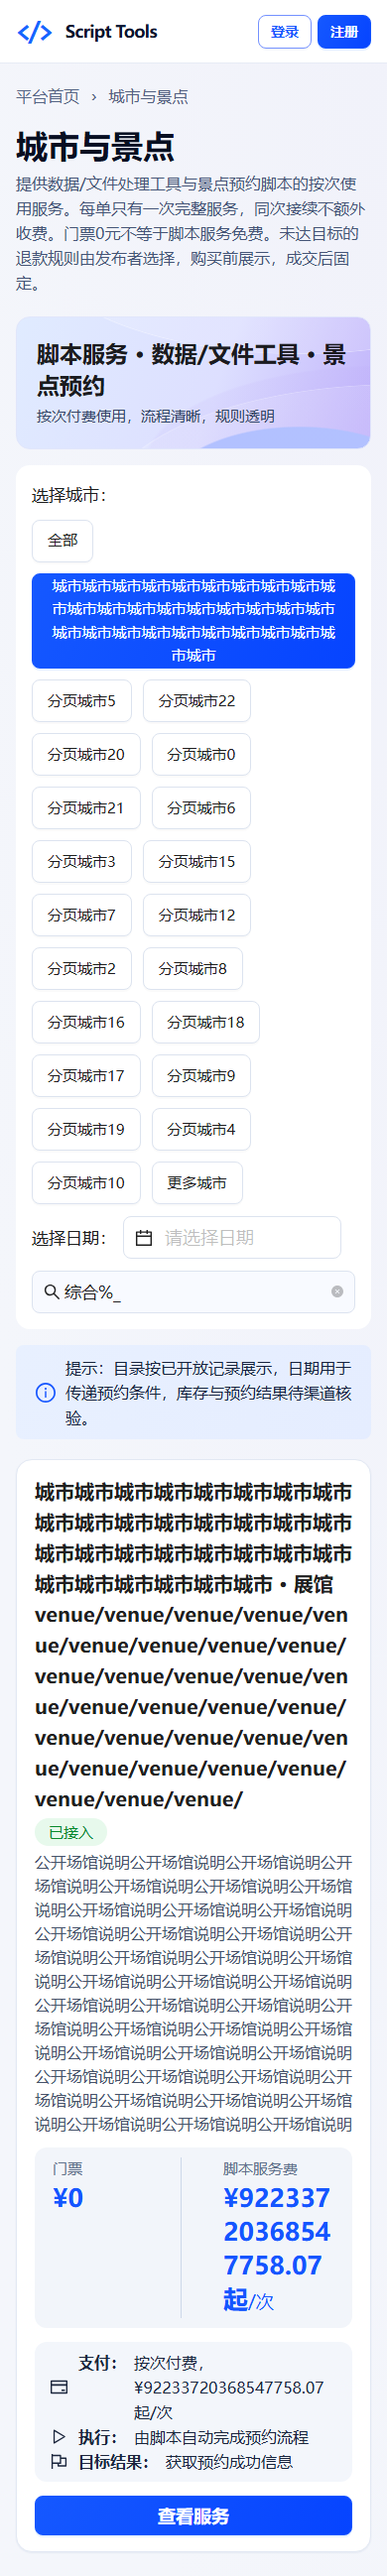 Script Tools
登录
注册
平台首页 › 城市与景点
城市与景点
提供数据/文件处理工具与景点预约脚本的按次使
用服务。每单只有一次完整服务，同次接续不额外
收费。门票0元不等于脚本服务免费。未达目标的
退款规则由发布者选择，购买前展示，成交后固
定。
脚本服务・数据/文件工具・景
点预约
按次付费使用，流程清晰，规则透明
选择城市：
全部
城市城市城市城市城市城市城市城市城市城
市城市城市城市城市城市城市城市城市城市
城市城市城市城市城市城市城市城市城市城
市城市
分页城市5
分页城市22
分页城市20
分页城市0
分页城市21
分页城市6
分页城市3
分页城市15
分页城市7
分页城市12
分页城市2
分页城市8
分页城市16
分页城市18
分页城市17
分页城市9
分页城市19
分页城市4
分页城市10
更多城市
选择日期：
请选择日期
综合%_
提示：目录按已开放记录展示，日期用于
传递预约条件，库存与预约结果待渠道核
验。
城市城市城市城市城市城市城市城市
城市城市城市城市城市城市城市城市
城市城市城市城市城市城市城市城市
城市城市城市城市城市城市・展馆
venue/venue/venue/venue/ven
ue/venue/venue/venue/venue/
venue/venue/venue/venue/ven
ue/venue/venue/venue/venue/
venue/venue/venue/venue/ven
ue/venue/venue/venue/venue/
venue/venue/venue/
已接入
公开场馆说明公开场馆说明公开场馆说明公开
场馆说明公开场馆说明公开场馆说明公开场馆
说明公开场馆说明公开场馆说明公开场馆说明
公开场馆说明公开场馆说明公开场馆说明公开
场馆说明公开场馆说明公开场馆说明公开场馆
说明公开场馆说明公开场馆说明公开场馆说明
公开场馆说明公开场馆说明公开场馆说明公开
场馆说明公开场馆说明公开场馆说明公开场馆
说明公开场馆说明公开场馆说明公开场馆说明
公开场馆说明公开场馆说明公开场馆说明公开
场馆说明公开场馆说明公开场馆说明公开场馆
说明公开场馆说明公开场馆说明公开场馆说明
门票
¥0
脚本服务费
¥922337
2036854
7758.07
起/次
支付： 按次付费，
¥92233720368547758.07
起/次
执行： 由脚本自动完成预约流程
目标结果： 获取预约成功信息
查看服务